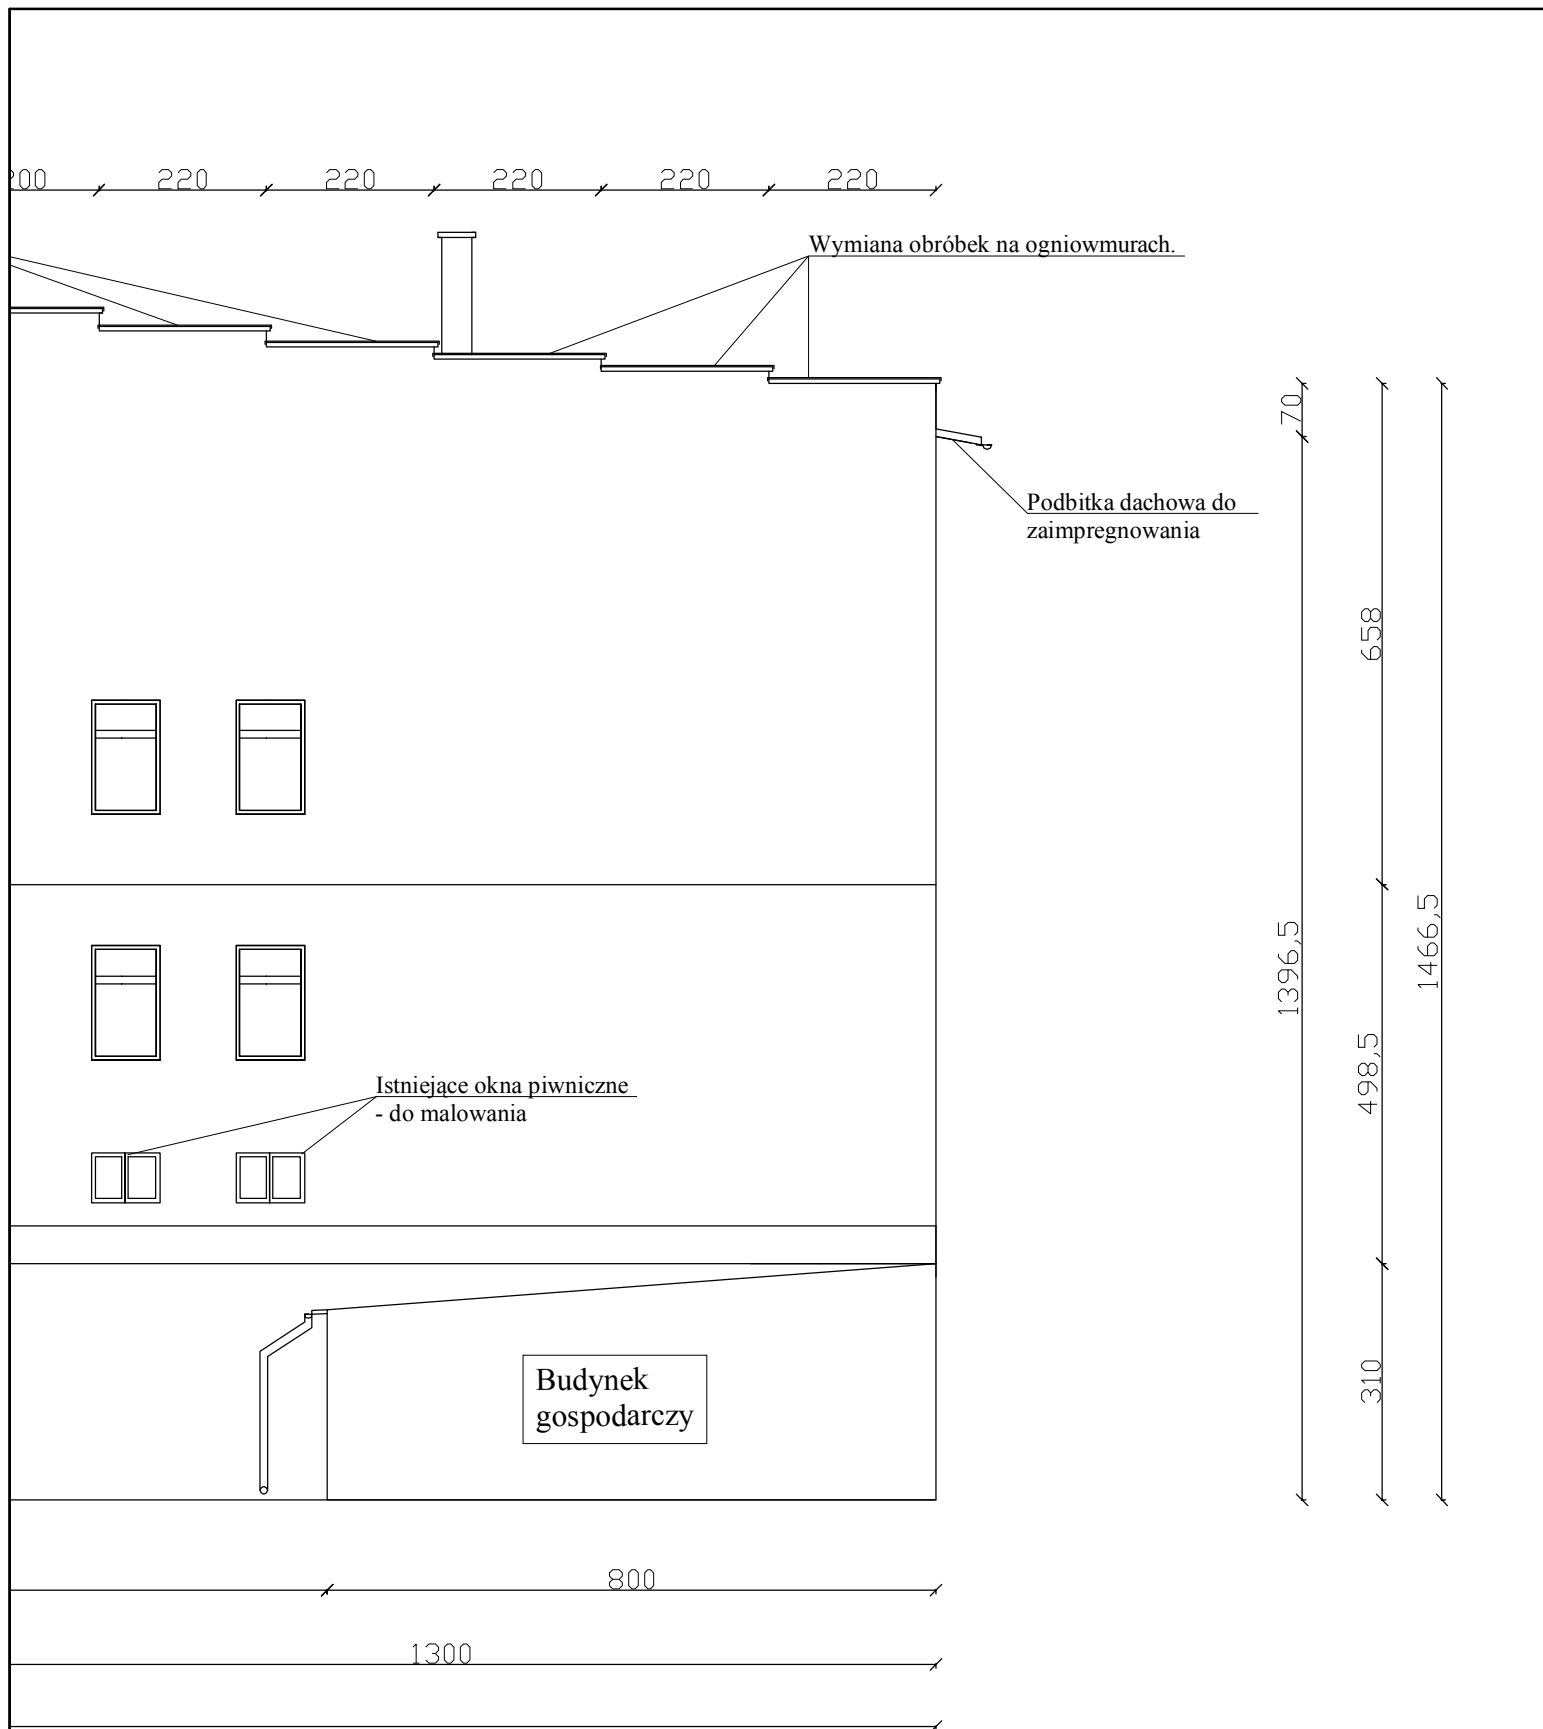 200 220 220 220 220 220
Wymiana obróbek na ogniowmurach.
70
Podbitka dachowa do
zaimpregnowania
658
1396,5
1466,5
498,5
Istniejące okna piwniczne
- do malowania
310
Budynek
gospodarczy
800
1300